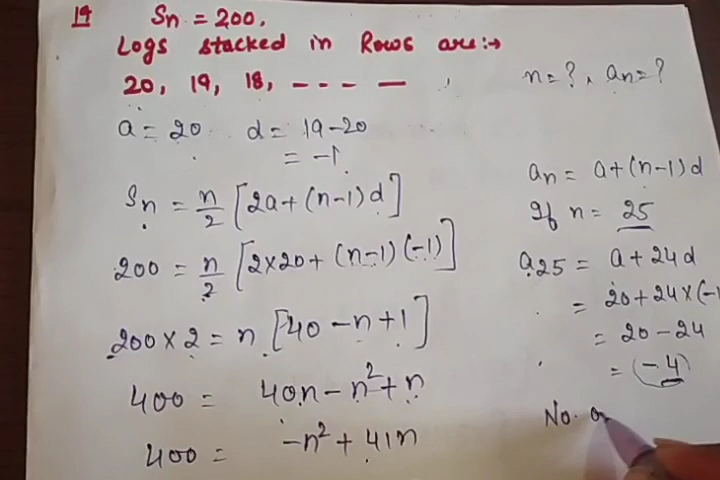 19 Sn = 200,
Logs stacked in Rows are:→
20, 19, 18, - - - -
n = ?, an = ?
a = 20 d = 19-20
= -1
Sn = n/2 [2a + (n-1) d]
200 = n/2 [2×20 + (n-1) (-1)]
200 × 2 = n [40 - n + 1]
400 = 40n - n² + n
400 = -n² + 41n
an = a + (n-1) d
If n = 25
a25 = a + 24d
= 20 + 24 × (-1
= 20 - 24
= (-4)
No.